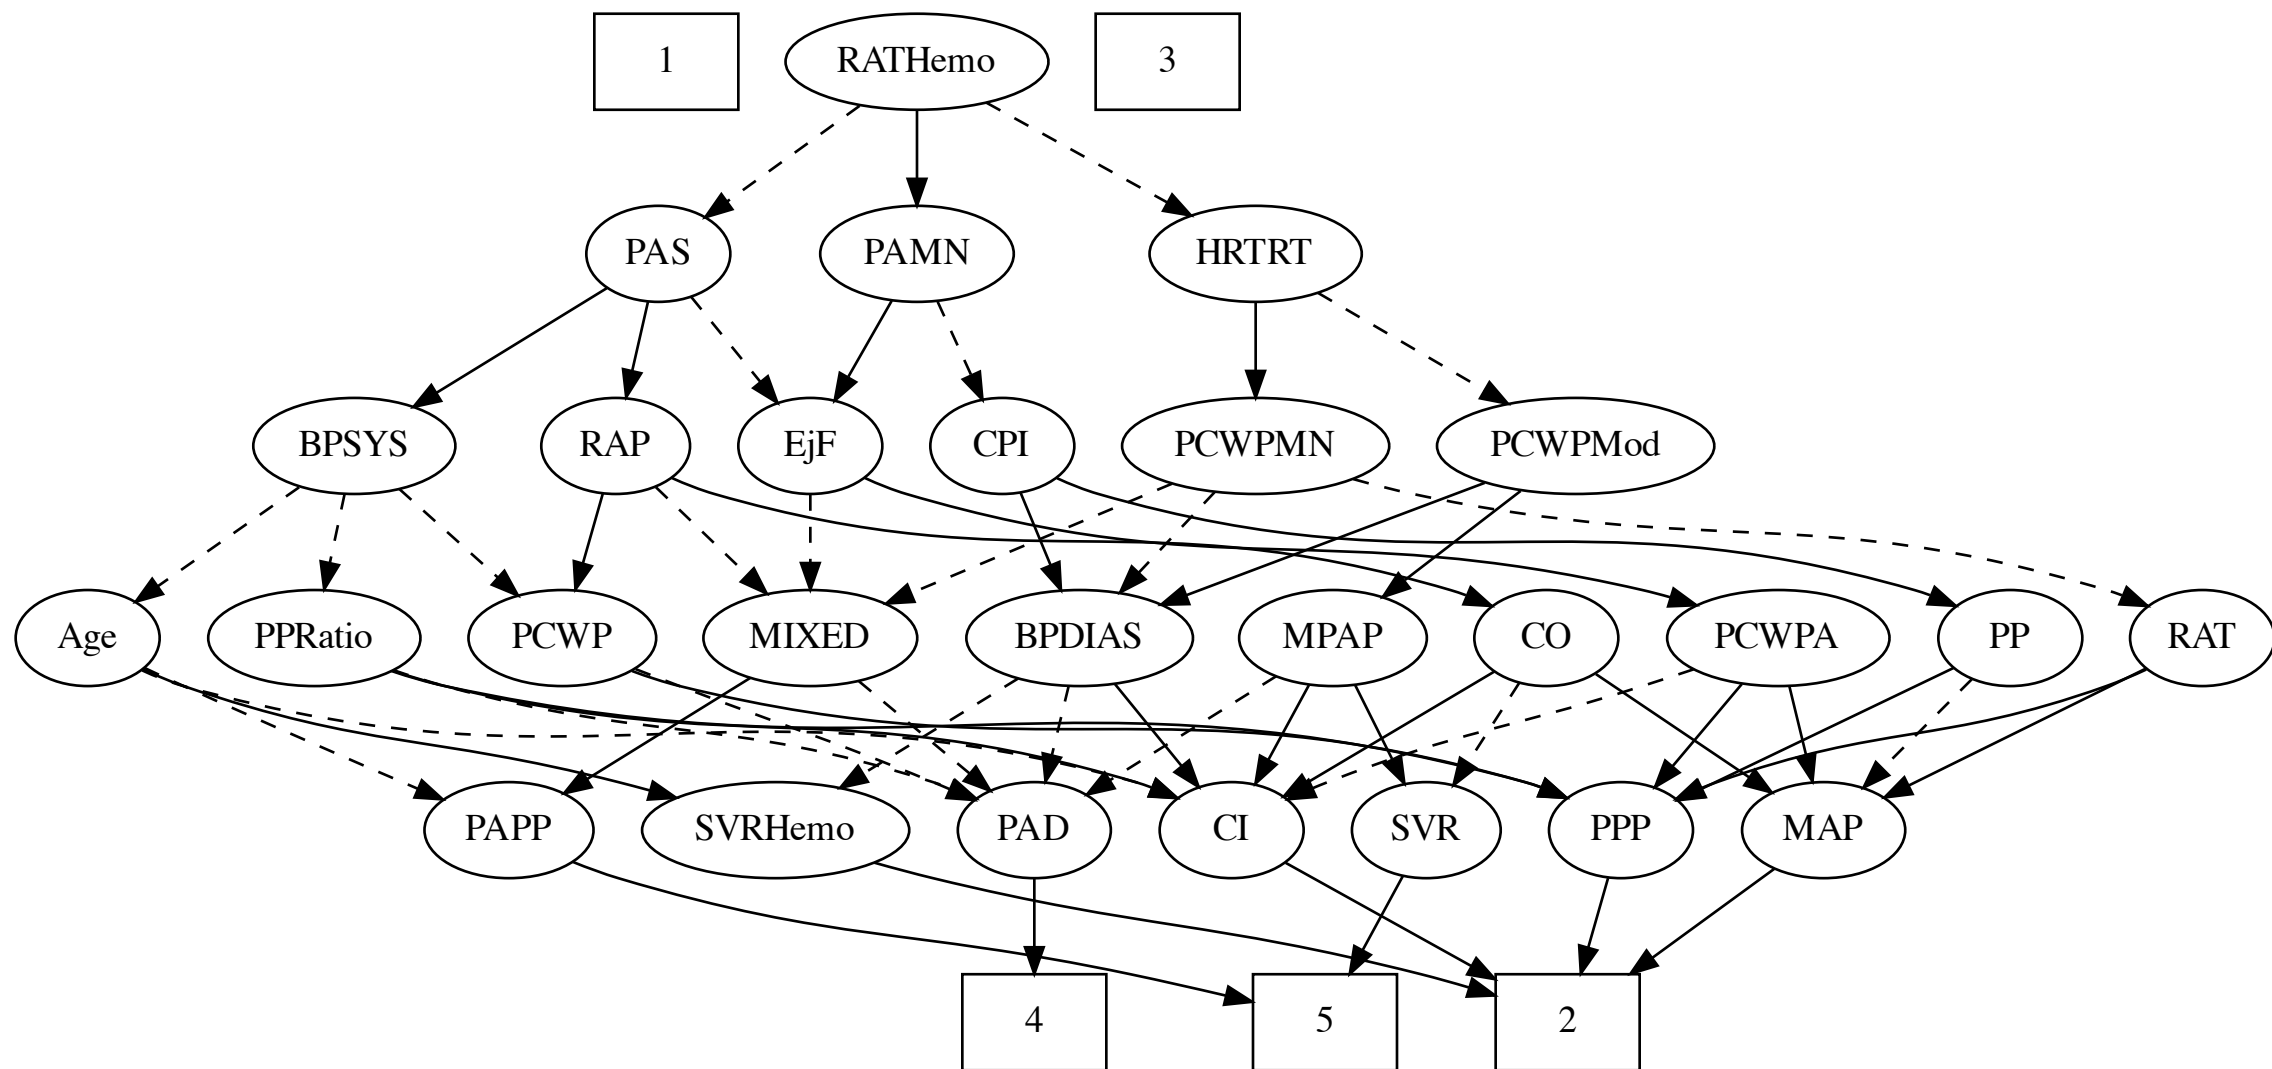 1
RATHemo
3
PAS
PAMN
HRTRT
BPSYS
RAP
EjF
CPI
PCWPMN
PCWPMod
Age
PPRatio
PCWP
MIXED
BPDIAS
MPAP
CO
PCWPA
PP
RAT
PAPP
SVRHemo
PAD
CI
SVR
PPP
MAP
4
5
2